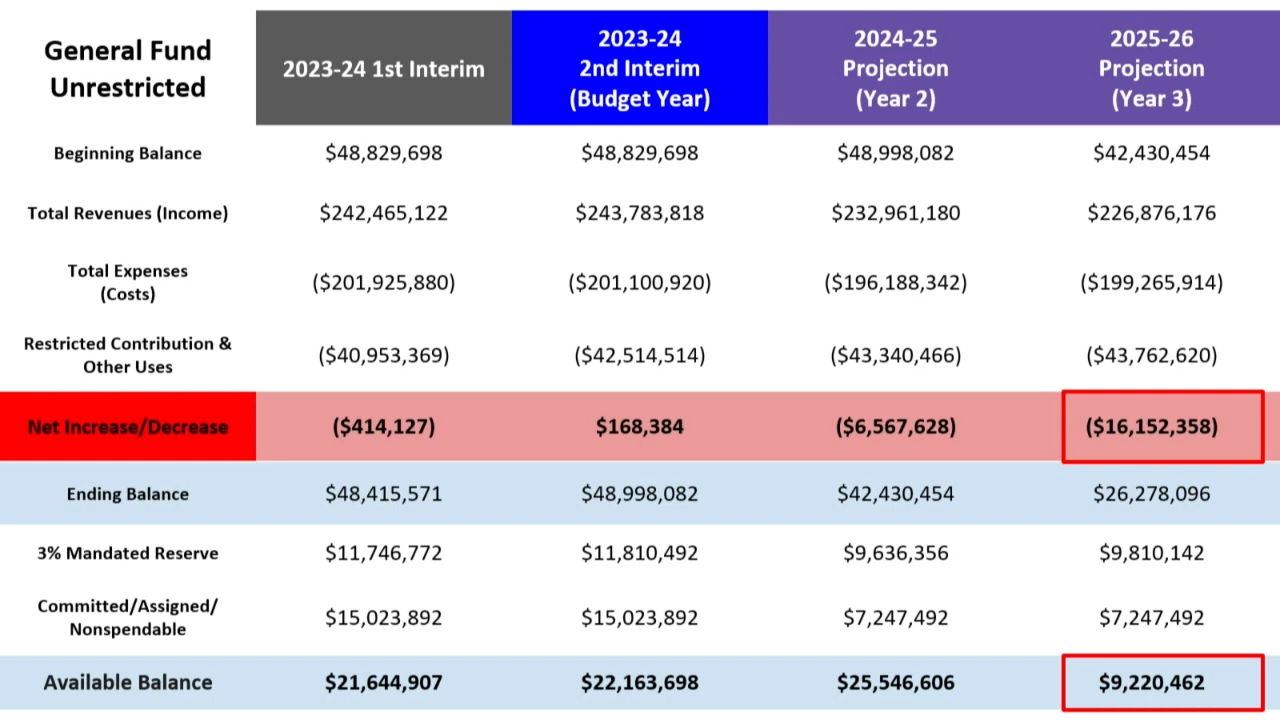 General Fund
Unrestricted
2023-24 1st Interim
2023-24
2nd Interim
(Budget Year)
2024-25
Projection
(Year 2)
2025-26
Projection
(Year 3)
Beginning Balance $48,829,698 $48,829,698 $48,998,082 $42,430,454
Total Revenues (Income) $242,465,122 $243,783,818 $232,961,180 $226,876,176
Total Expenses
(Costs)
($201,925,880) ($201,100,920) ($196,188,342) ($199,265,914)
Restricted Contribution &
Other Uses
($40,953,369) ($42,514,514) ($43,340,466) ($43,762,620)
Net Increase/Decrease ($414,127) $168,384 ($6,567,628) ($16,152,358)
Ending Balance $48,415,571 $48,998,082 $42,430,454 $26,278,096
3% Mandated Reserve $11,746,772 $11,810,492 $9,636,356 $9,810,142
Committed/Assigned/
Nonspendable
$15,023,892 $15,023,892 $7,247,492 $7,247,492
Available Balance $21,644,907 $22,163,698 $25,546,606 $9,220,462